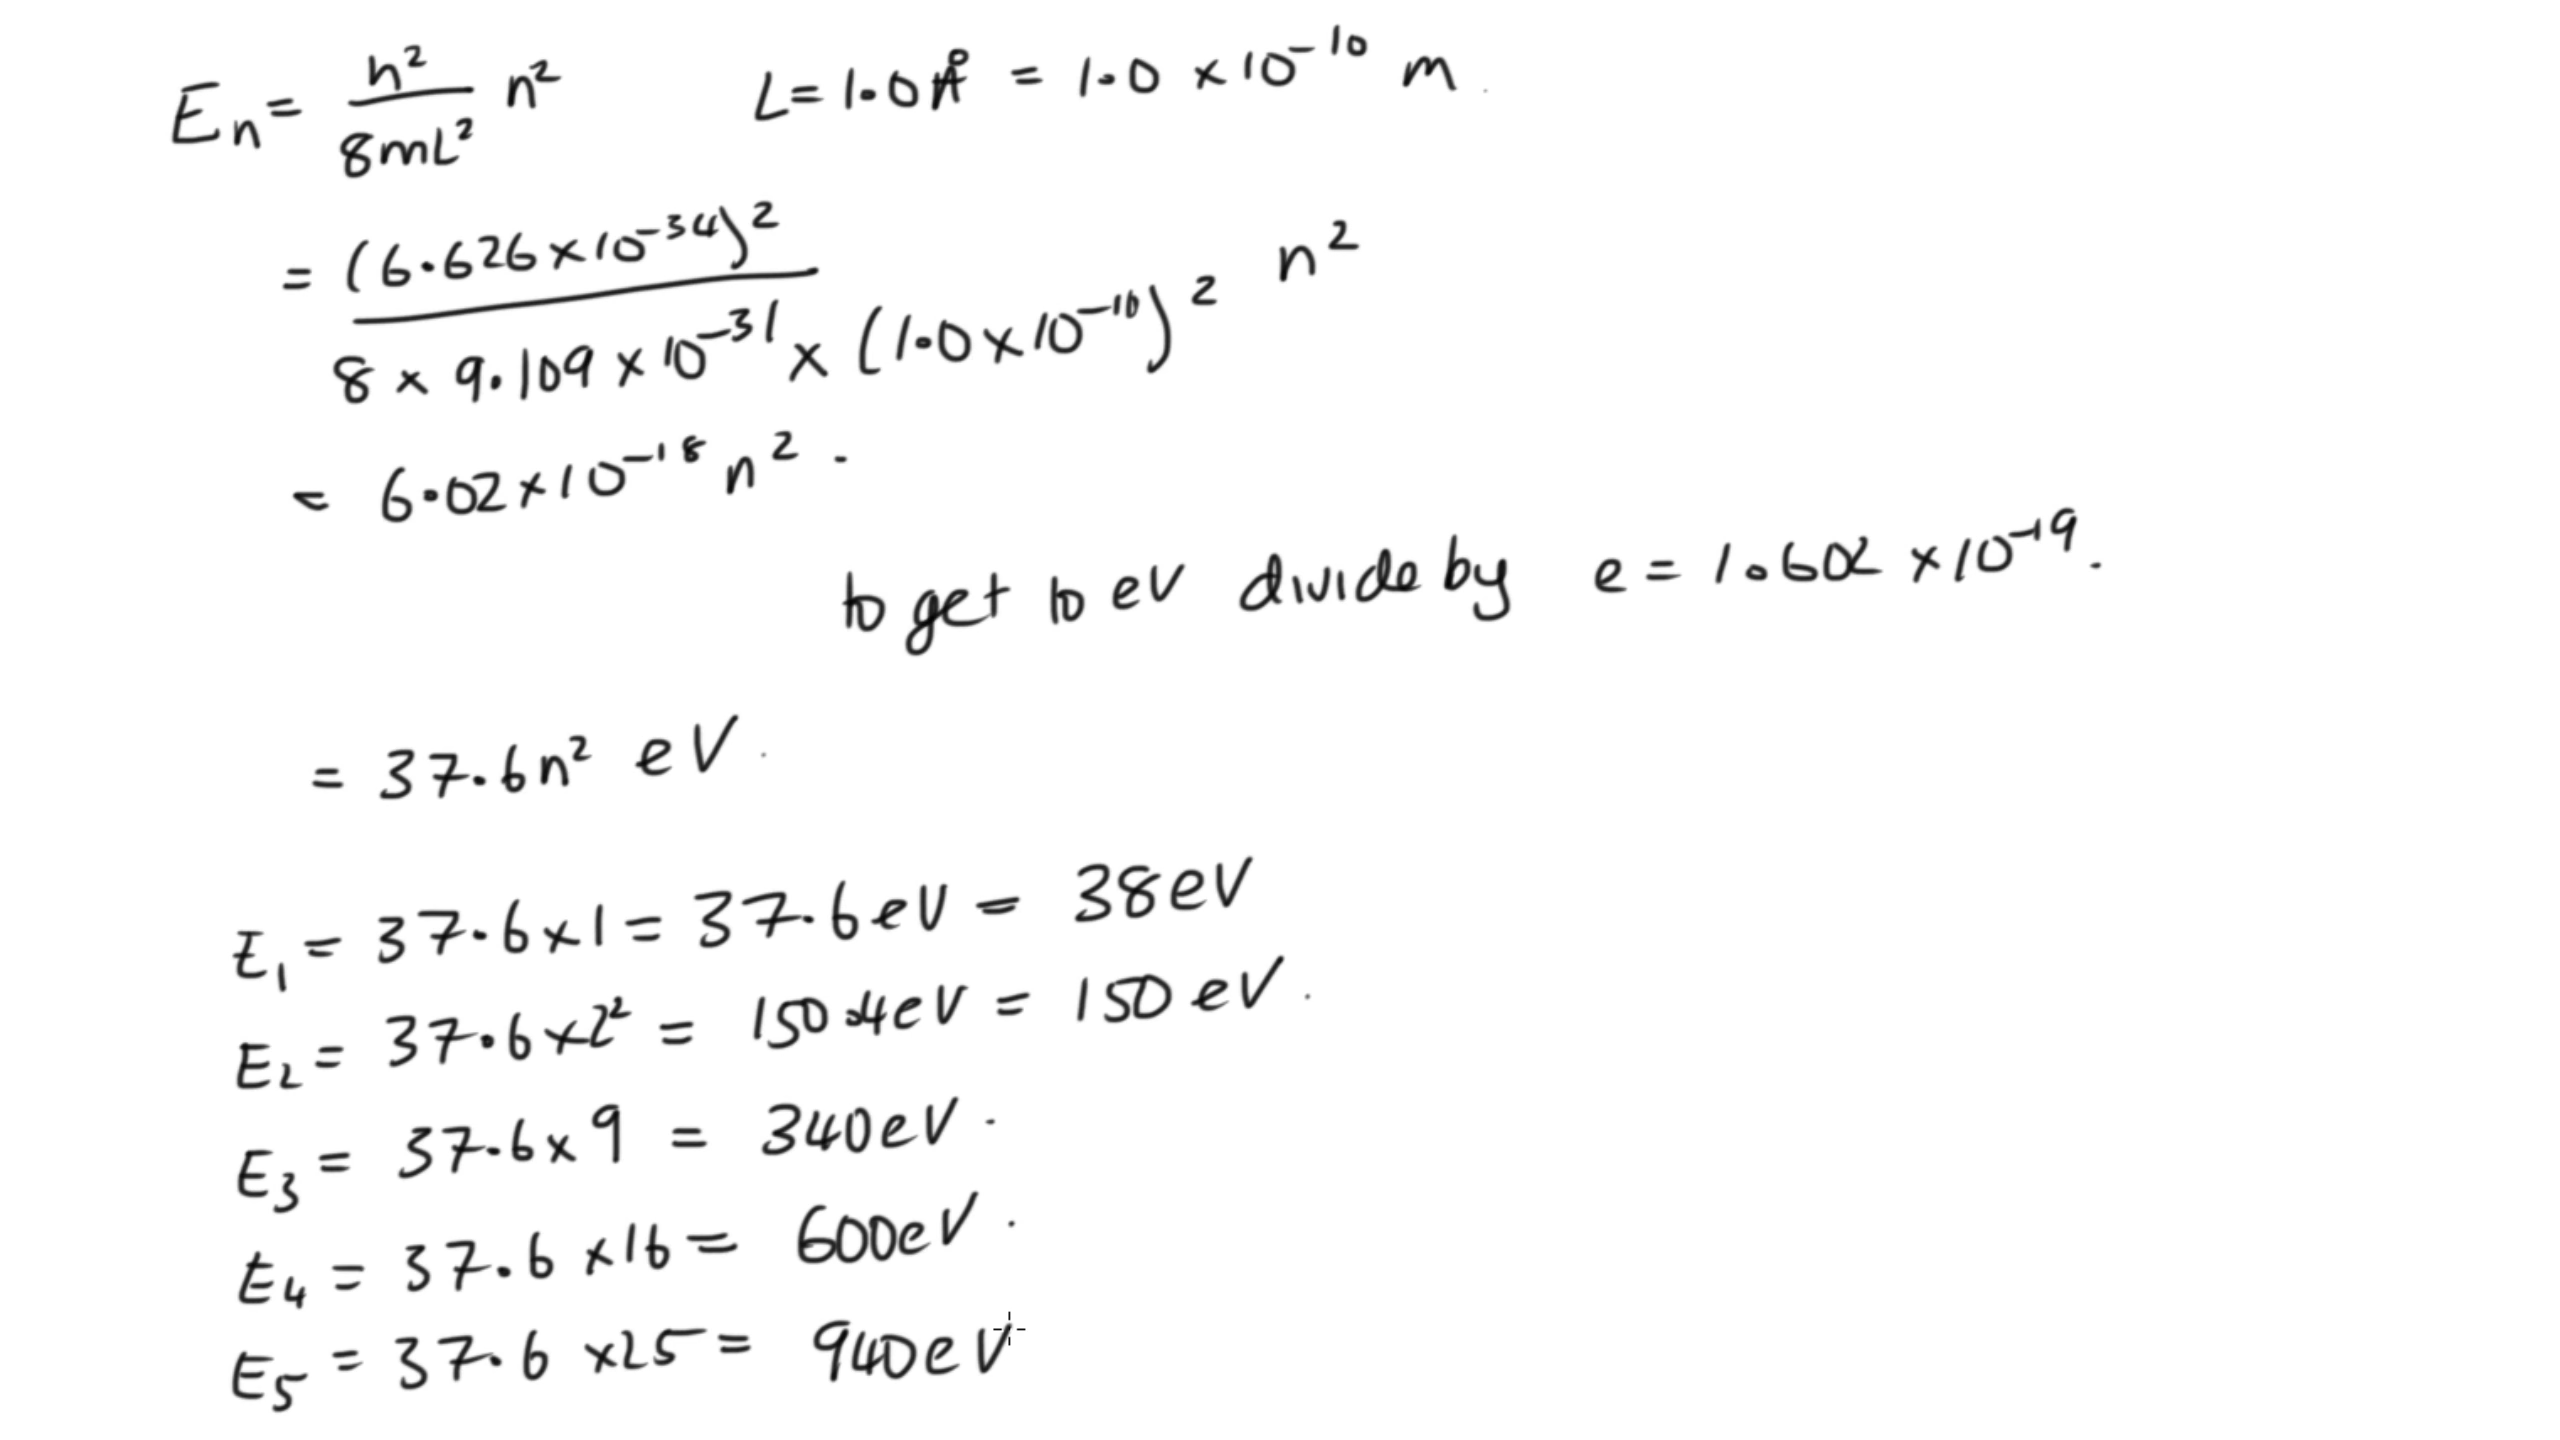 Eₙ = h²/8mL² n²   L = 1.0 Å = 1.0 × 10⁻¹⁰ m.
= (6.626 × 10⁻³⁴)² / 8 × 9.109 × 10⁻³¹ × (1.0 × 10⁻¹⁰)² n²
= 6.02 × 10⁻¹⁸ n².
to get to eV divide by e = 1.602 × 10⁻¹⁹.
= 37.6n² eV.
E₁ = 37.6 × 1 = 37.6 eV = 38 eV
E₂ = 37.6 × 2² = 150.4 eV = 150 eV.
E₃ = 37.6 × 9 = 340 eV.
E₄ = 37.6 × 16 = 600 eV.
E₅ = 37.6 × 25 = 940 eV